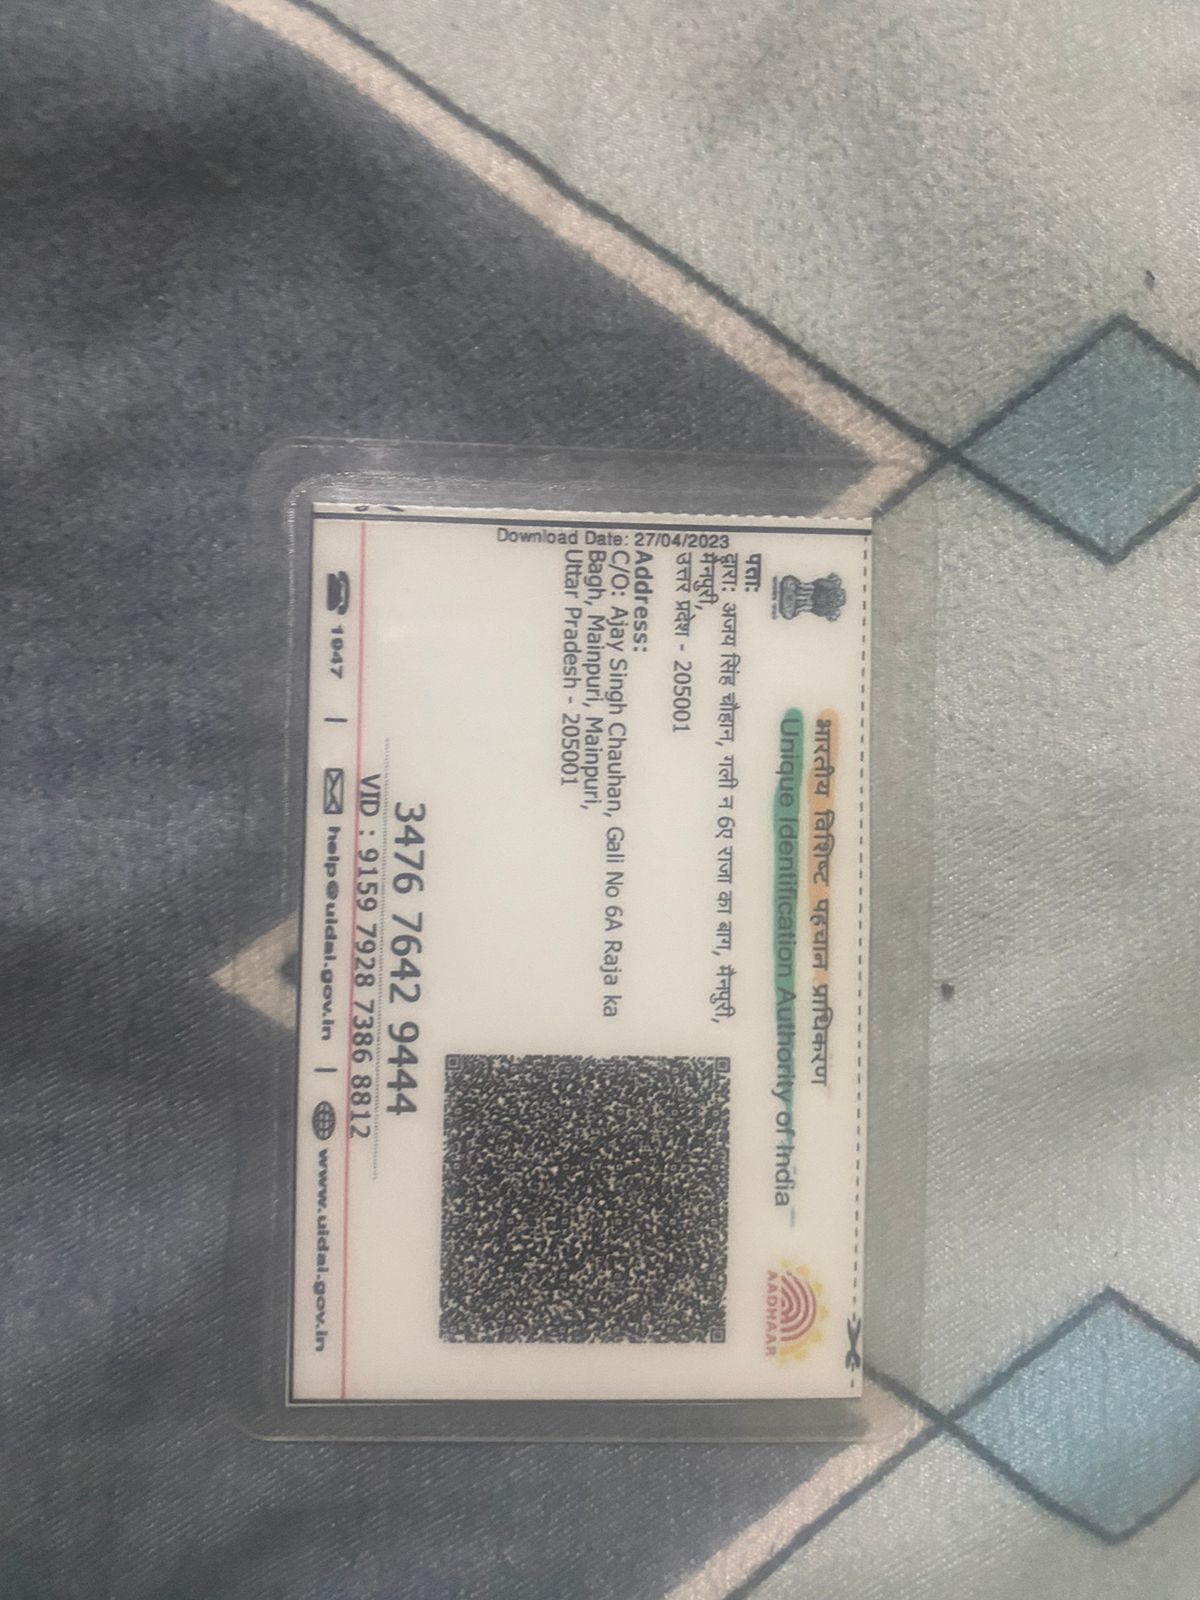 भारतीय विशिष्ट पहचान प्राधिकरण
Unique Identification Authority of India
AADHAAR
Download Date: 27/04/2023
पता:
द्वारा: अजय सिंह चौहान, गली न 6ए राजा का बाग, मैनपुरी,
मैनपुरी,
उत्तर प्रदेश - 205001
Address:
C/O: Ajay Singh Chauhan, Gali No 6A Raja ka
Bagh, Mainpuri, Mainpuri,
Uttar Pradesh - 205001
3476 7642 9444
VID : 9159 7928 7386 8812
1947 | help@uidai.gov.in | www.uidai.gov.in